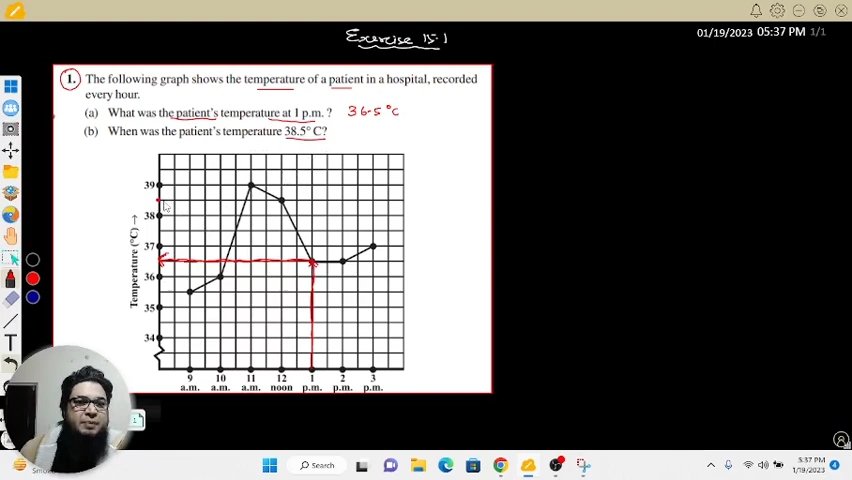 Exercise 15.1
01/19/2023 05:37 PM 1/1
1. The following graph shows the temperature of a patient in a hospital, recorded
every hour.
(a) What was the patient's temperature at 1 p.m. ? 36.5°C
(b) When was the patient's temperature 38.5° C?
39
38
37
36
35
34
Temperature (°C) →
9 10 11 12 1 2 3
a.m. a.m. a.m. noon p.m. p.m. p.m.
T
1
Search
5:37 PM
1/19/2023
4